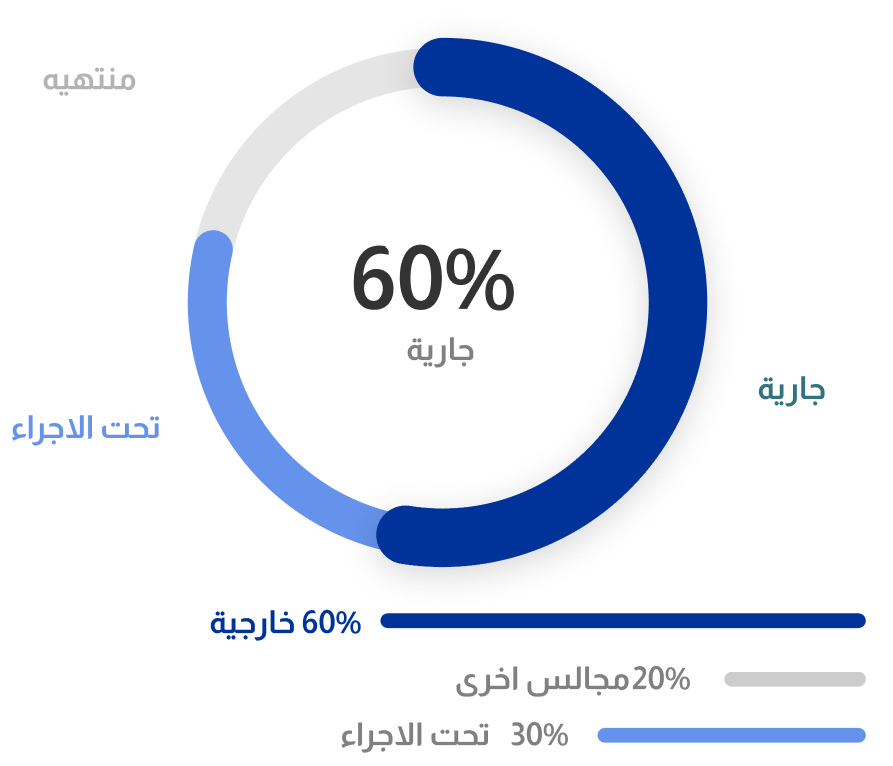 منتهيه
60%
جارية
جارية
تحت الاجراء
60% خارجية
20% مجالس اخرى
30% تحت الاجراء